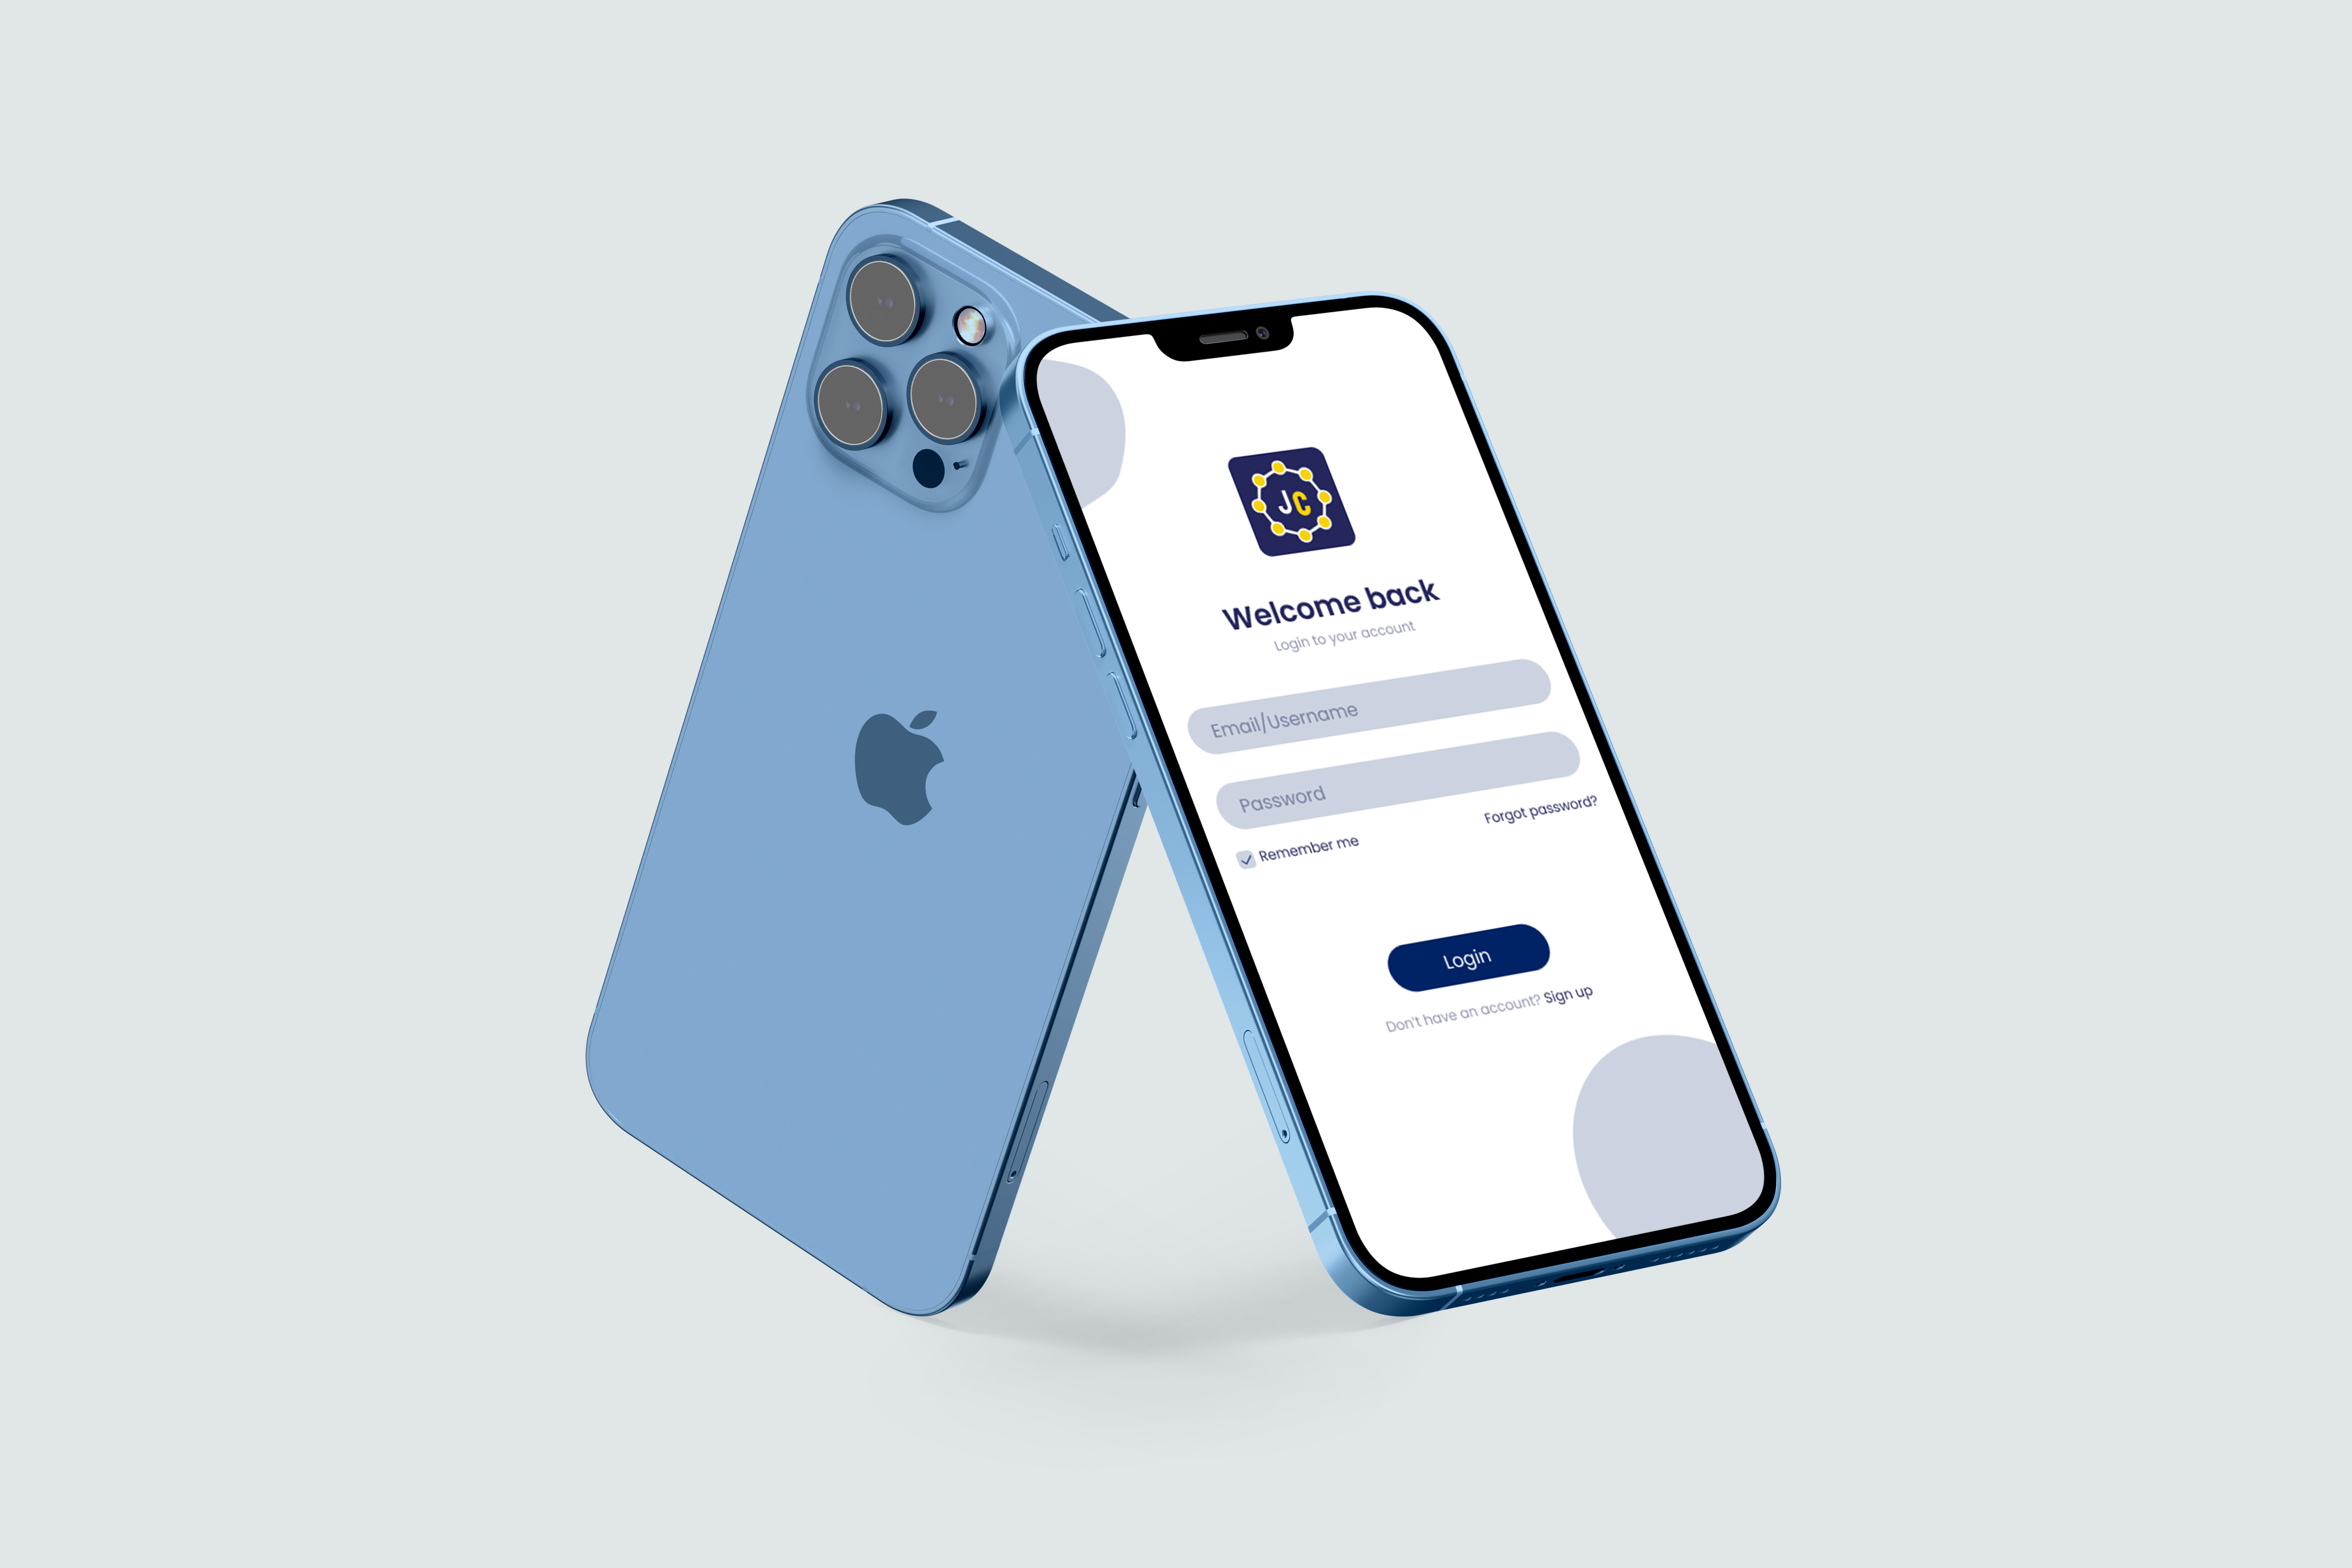 JC
Welcome back
Login to your account
Email/Username
Password
Forgot password?
Remember me
Login
Don't have an account? Sign up